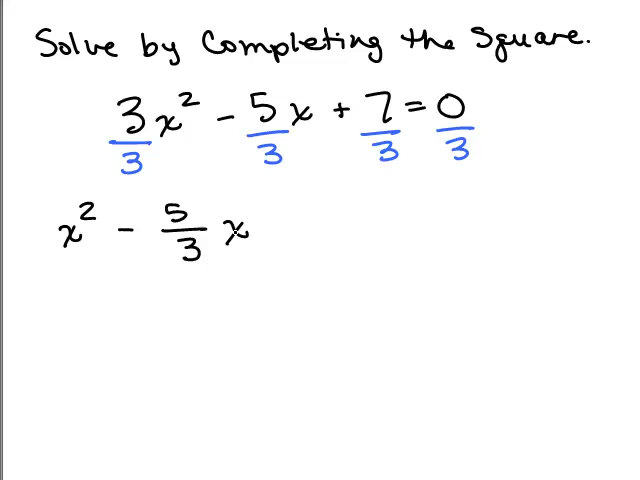 Solve by Completing the Square.
3x² - 5x + 7 = 0
3 3 3 3
x² - 5/3 x